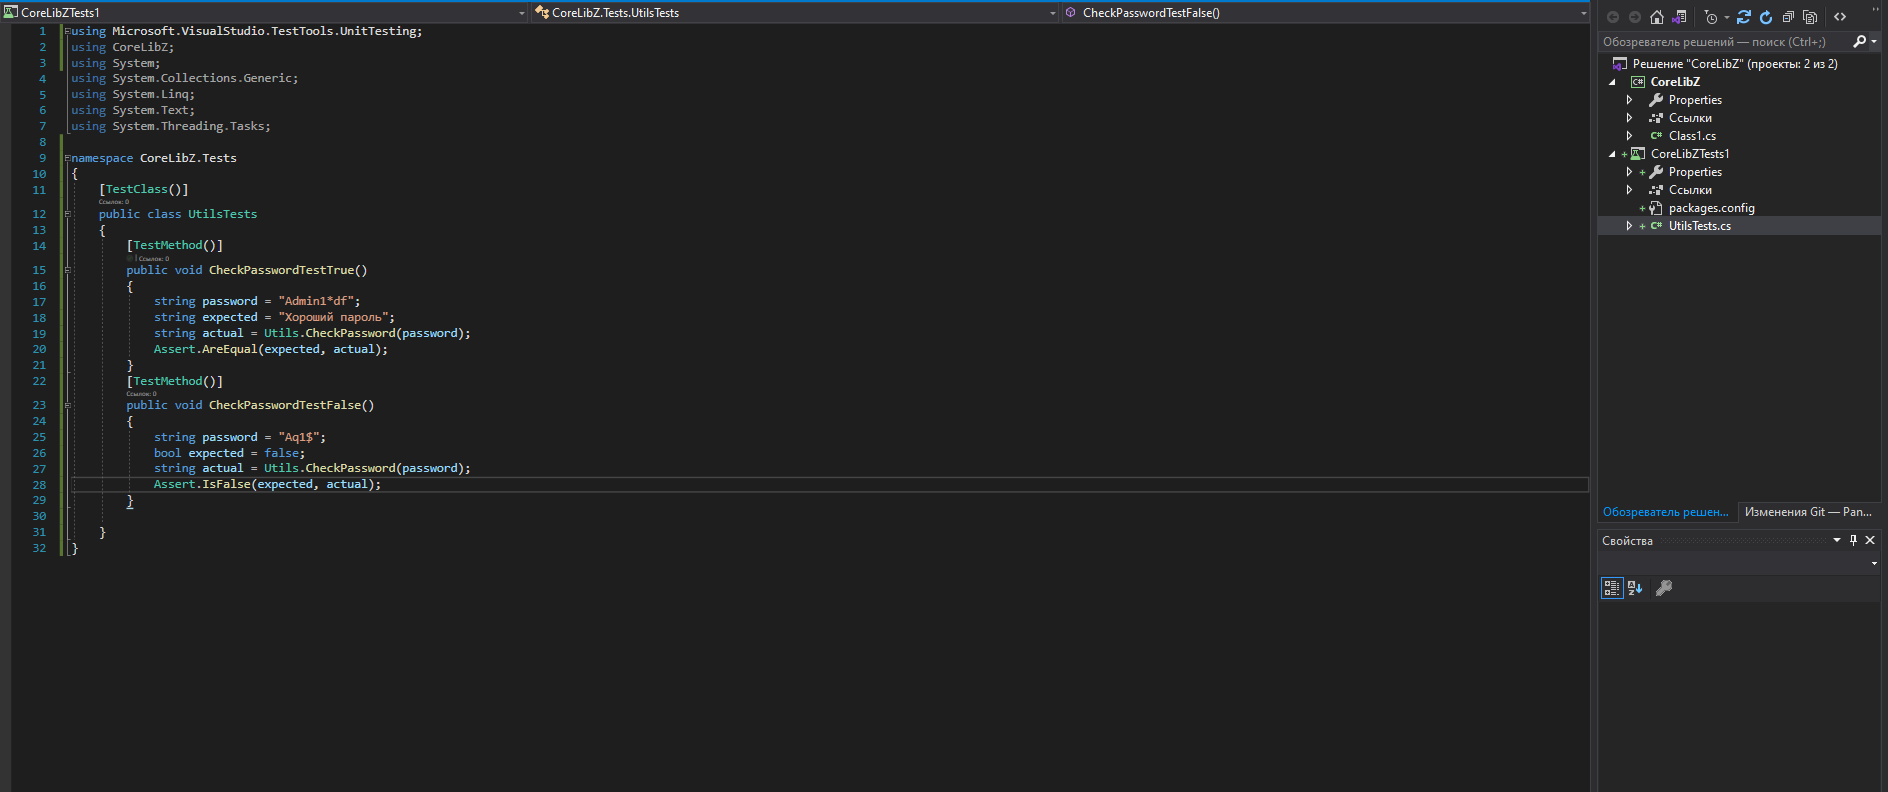 CoreLibZTests1
CoreLibZ.Tests.UtilsTests
CheckPasswordTestFalse()
1 using Microsoft.VisualStudio.TestTools.UnitTesting;
2 using CoreLibZ;
3 using System;
4 using System.Collections.Generic;
5 using System.Linq;
6 using System.Text;
7 using System.Threading.Tasks;
8
9 namespace CoreLibZ.Tests
10 {
11 [TestClass()]
Ссылок: 0
12 public class UtilsTests
13 {
14 [TestMethod()]
Ссылок: 0
15 public void CheckPasswordTestTrue()
16 {
17 string password = "Admin1*df";
18 string expected = "Хороший пароль";
19 string actual = Utils.CheckPassword(password);
20 Assert.AreEqual(expected, actual);
21 }
22 [TestMethod()]
Ссылок: 0
23 public void CheckPasswordTestFalse()
24 {
25 string password = "Aq1$";
26 bool expected = false;
27 string actual = Utils.CheckPassword(password);
28 Assert.IsFalse(expected, actual);
29 }
30
31 }
32 }
Обозреватель решений — поиск (Ctrl+;)
Решение "CoreLibZ" (проекты: 2 из 2)
C# CoreLibZ
Properties
Ссылки
C# Class1.cs
CoreLibZTests1
Properties
Ссылки
packages.config
C# UtilsTests.cs
Обозреватель решен...
Изменения Git — Pan...
Свойства